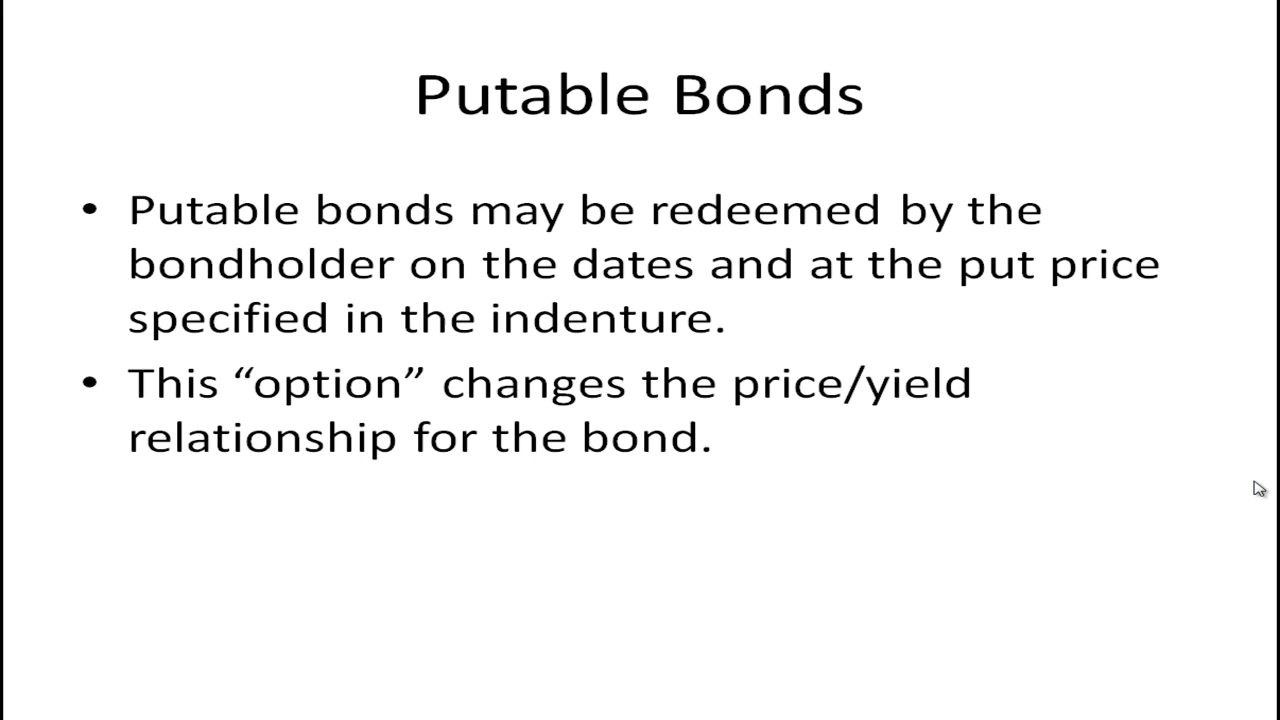 Putable Bonds
• Putable bonds may be redeemed by the
bondholder on the dates and at the put price
specified in the indenture.
• This “option” changes the price/yield
relationship for the bond.